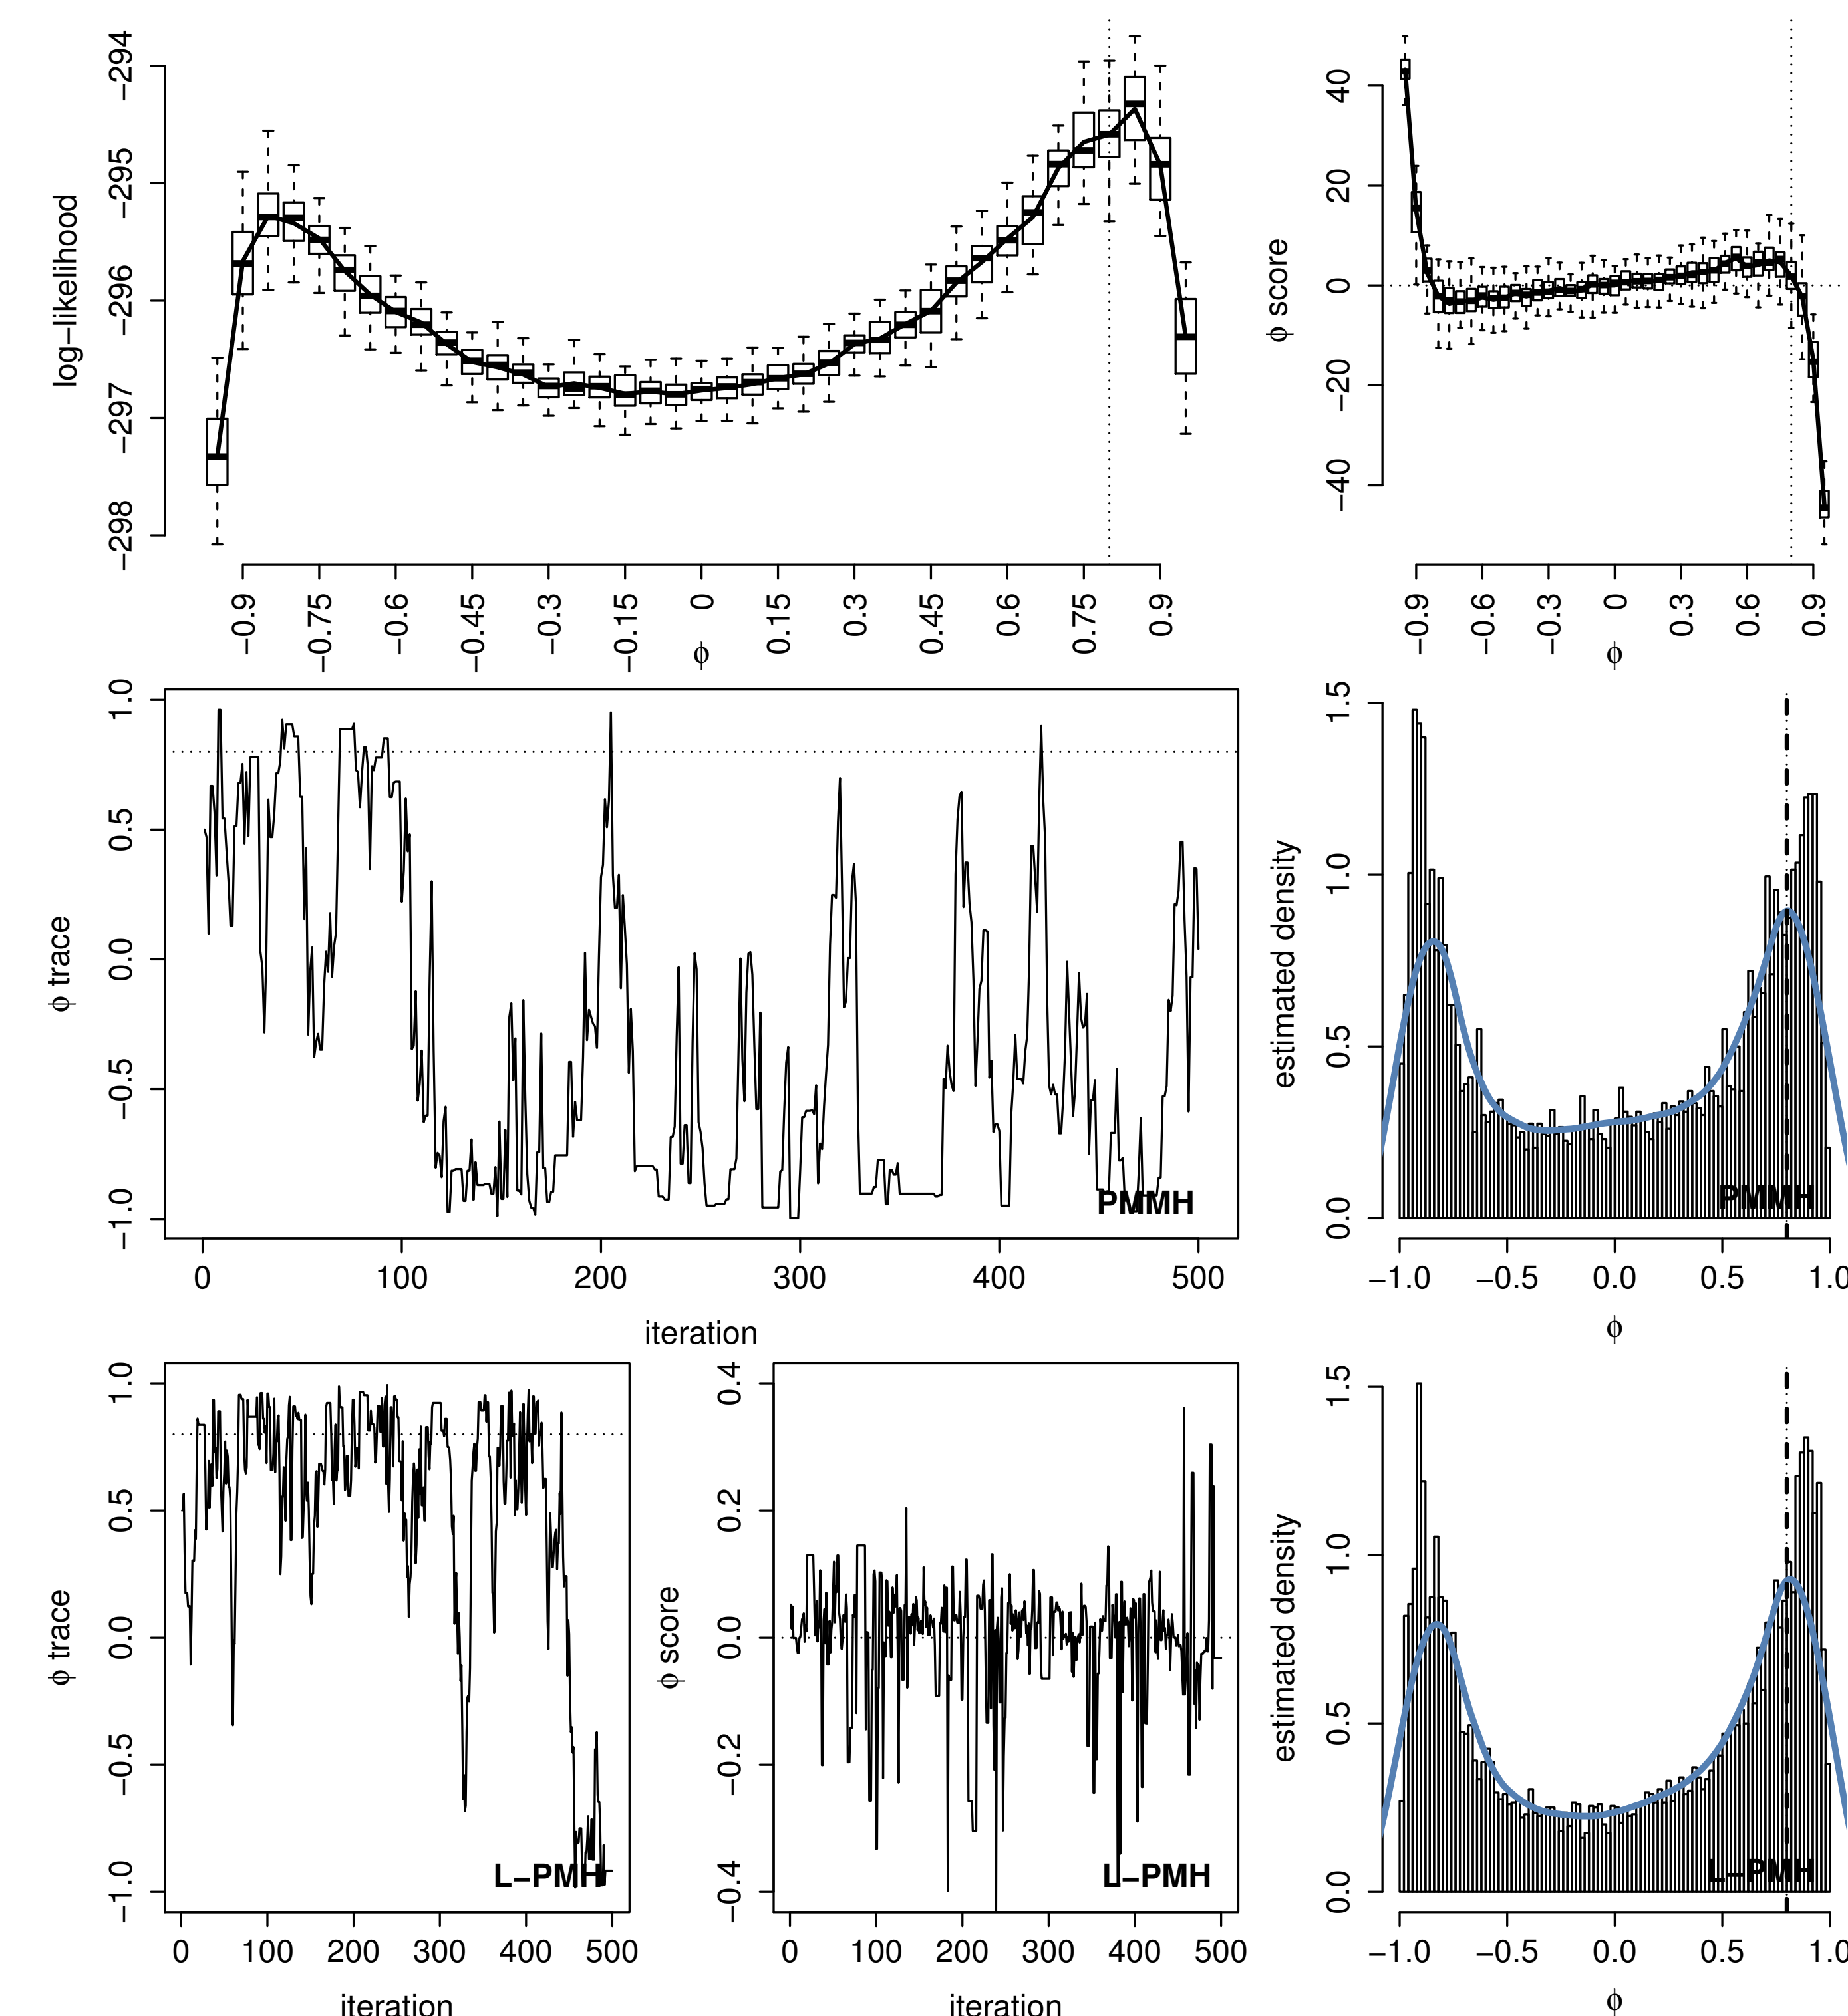 log−likelihood
−298 −297 −296 −295 −294
−0.9 −0.75 −0.6 −0.45 −0.3 −0.15 0 0.15 0.3 0.45 0.6 0.75 0.9
ϕ
ϕ score
−40 −20 0 20 40
−0.9 −0.6 −0.3 0 0.3 0.6 0.9
ϕ
ϕ trace
−1.0 −0.5 0.0 0.5 1.0
PMMH
0 100 200 300 400 500
iteration
estimated density
0.0 0.5 1.0 1.5
PMMH
−1.0 −0.5 0.0 0.5 1.0
ϕ
ϕ trace
−1.0 −0.5 0.0 0.5 1.0
L−PMH
0 100 200 300 400 500
iteration
ϕ score
−0.4 −0.2 0.0 0.2 0.4
L−PMH
0 100 200 300 400 500
iteration
estimated density
0.0 0.5 1.0 1.5
L−PMH
−1.0 −0.5 0.0 0.5 1.0
ϕ